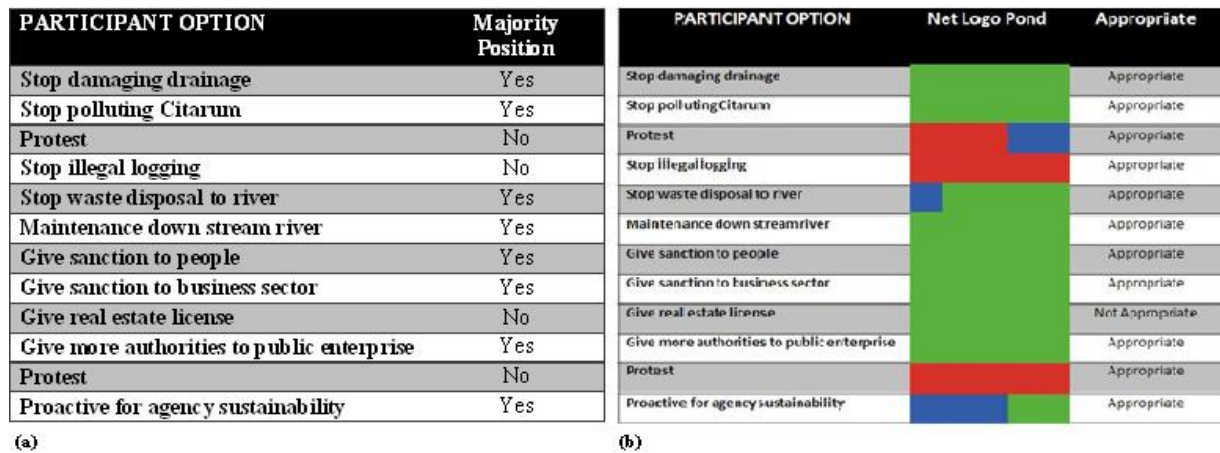 PARTICIPANT OPTION Majority
Position
Stop damaging drainage Yes
Stop polluting Citarum Yes
Protest No
Stop illegal logging No
Stop waste disposal to river Yes
Maintenance down stream river Yes
Give sanction to people Yes
Give sanction to business sector Yes
Give real estate license No
Give more authorities to public enterprise Yes
Protest No
Proactive for agency sustainability Yes
(a)
PARTICIPANT OPTION Net Logo Pond Appropriate
Stop damaging drainage Appropriate
Stop polluting Citarum Appropriate
Protest Appropriate
Stop illegal logging Appropriate
Stop waste disposal to river Appropriate
Maintenance down streamriver Appropriate
Give sanction to people Appropriate
Give sanction to business sector Appropriate
Give real estate license Not Appropriate
Give more authorities to public enterprise Appropriate
Protest Appropriate
Proactive for agency sustainability Appropriate
(b)